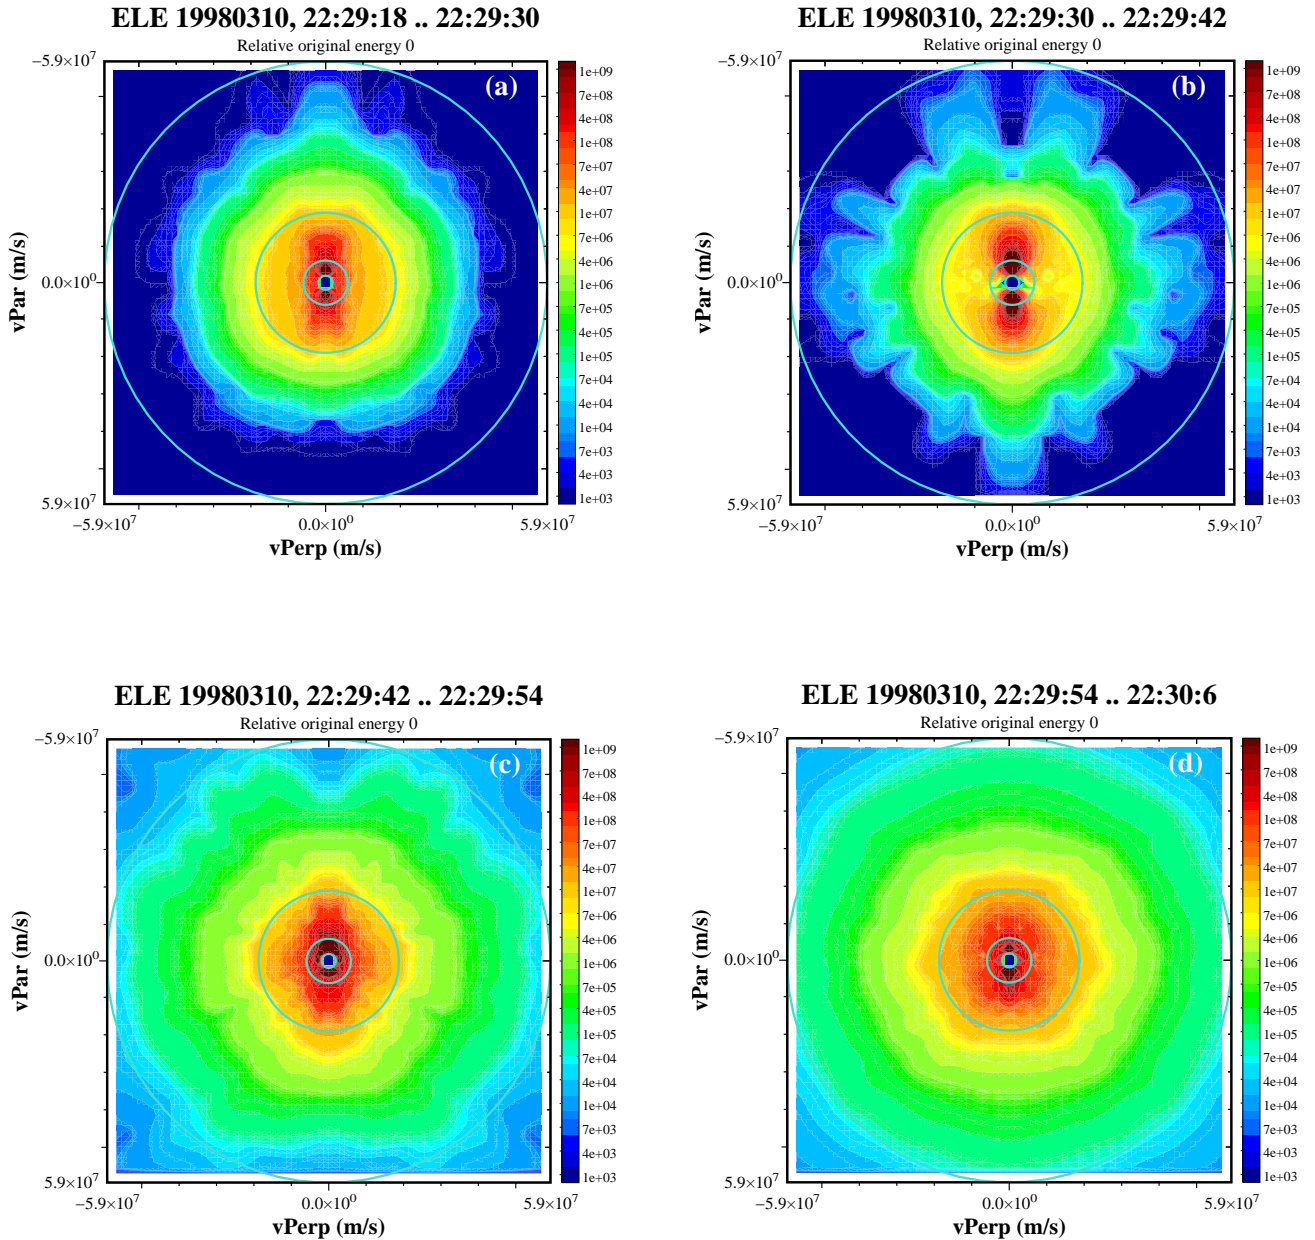 ELE 19980310, 22:29:18 .. 22:29:30
Relative original energy 0
(a)
−5.9×10⁷
0.0×10⁰
5.9×10⁷
vPar (m/s)
−5.9×10⁷ 0.0×10⁰ 5.9×10⁷
vPerp (m/s)
1e+09
7e+08
4e+08
1e+08
7e+07
4e+07
1e+07
7e+06
4e+06
1e+06
7e+05
4e+05
1e+05
7e+04
4e+04
1e+04
7e+03
4e+03
1e+03
ELE 19980310, 22:29:30 .. 22:29:42
Relative original energy 0
(b)
−5.9×10⁷
0.0×10⁰
5.9×10⁷
vPar (m/s)
−5.9×10⁷ 0.0×10⁰ 5.9×10⁷
vPerp (m/s)
1e+09
7e+08
4e+08
1e+08
7e+07
4e+07
1e+07
7e+06
4e+06
1e+06
7e+05
4e+05
1e+05
7e+04
4e+04
1e+04
7e+03
4e+03
1e+03
ELE 19980310, 22:29:42 .. 22:29:54
Relative original energy 0
(c)
−5.9×10⁷
0.0×10⁰
5.9×10⁷
vPar (m/s)
−5.9×10⁷ 0.0×10⁰ 5.9×10⁷
vPerp (m/s)
1e+09
7e+08
4e+08
1e+08
7e+07
4e+07
1e+07
7e+06
4e+06
1e+06
7e+05
4e+05
1e+05
7e+04
4e+04
1e+04
7e+03
4e+03
1e+03
ELE 19980310, 22:29:54 .. 22:30:6
Relative original energy 0
(d)
−5.9×10⁷
0.0×10⁰
5.9×10⁷
vPar (m/s)
−5.9×10⁷ 0.0×10⁰ 5.9×10⁷
vPerp (m/s)
1e+09
7e+08
4e+08
1e+08
7e+07
4e+07
1e+07
7e+06
4e+06
1e+06
7e+05
4e+05
1e+05
7e+04
4e+04
1e+04
7e+03
4e+03
1e+03